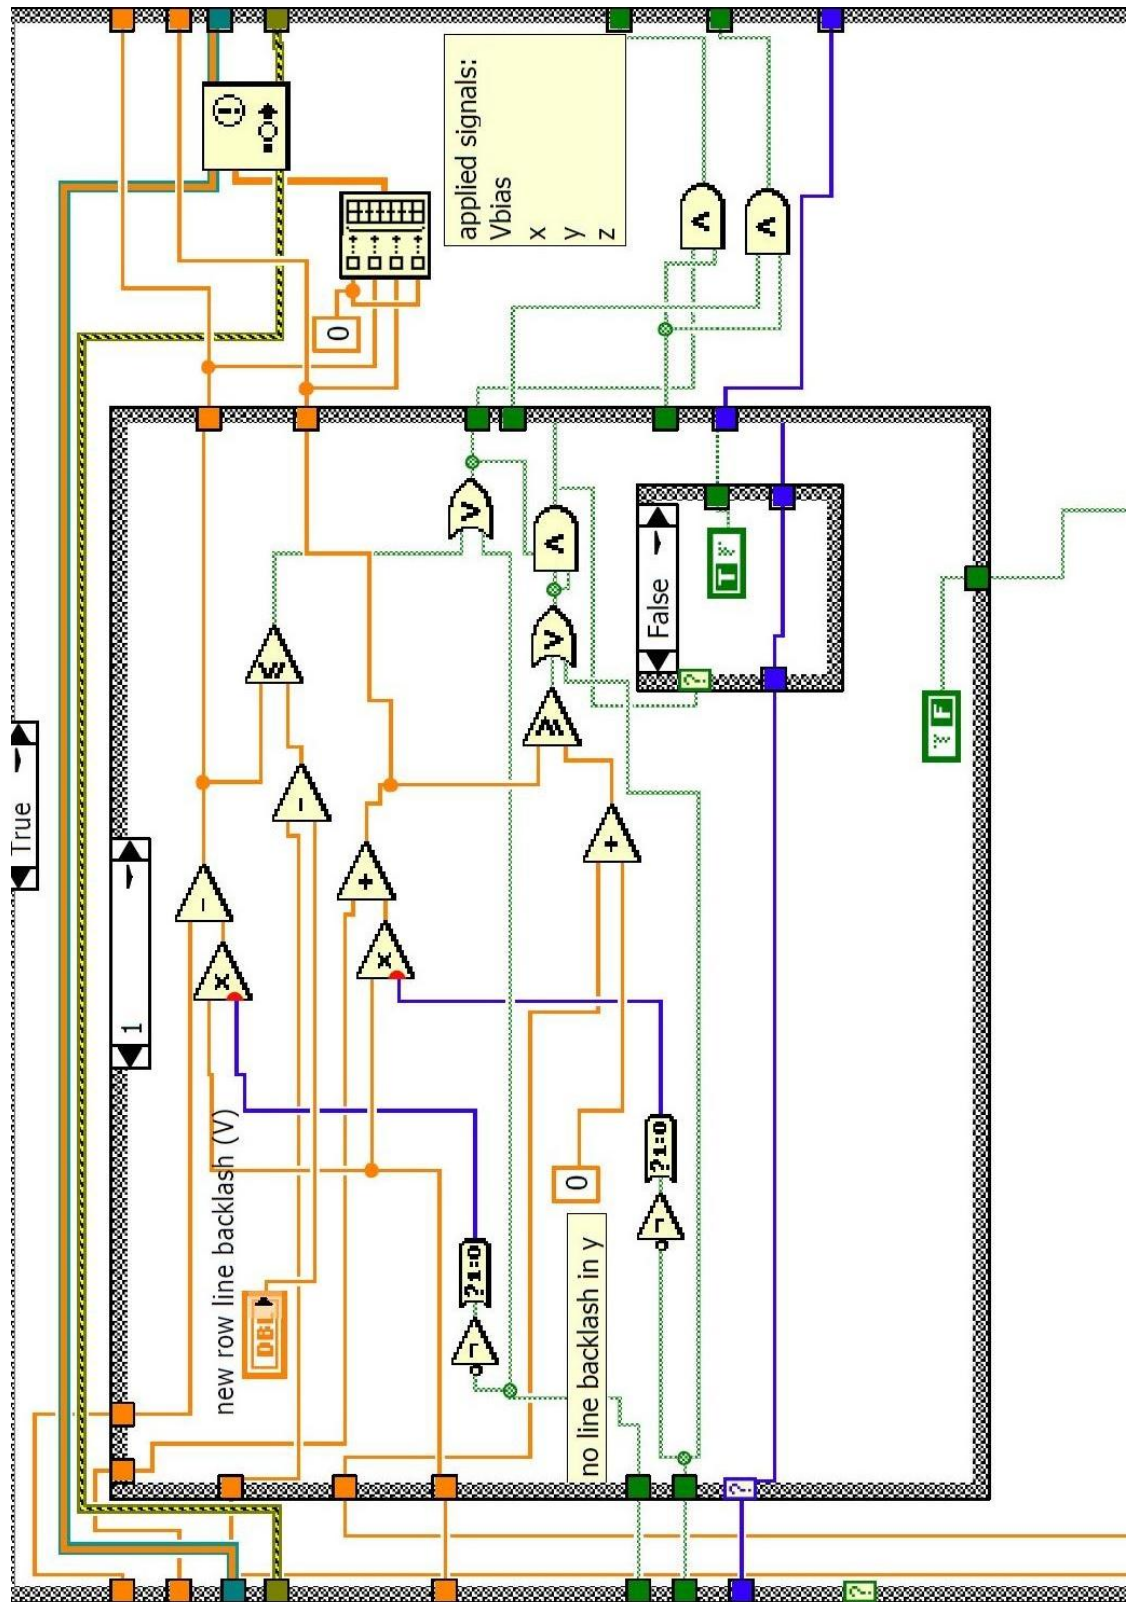 True
1
new row line backlash (V)
DBL
?1:0
no line backlash in y
0
?1:0
False
T
F
?
?
?
0
applied signals:
Vbias
x
y
z